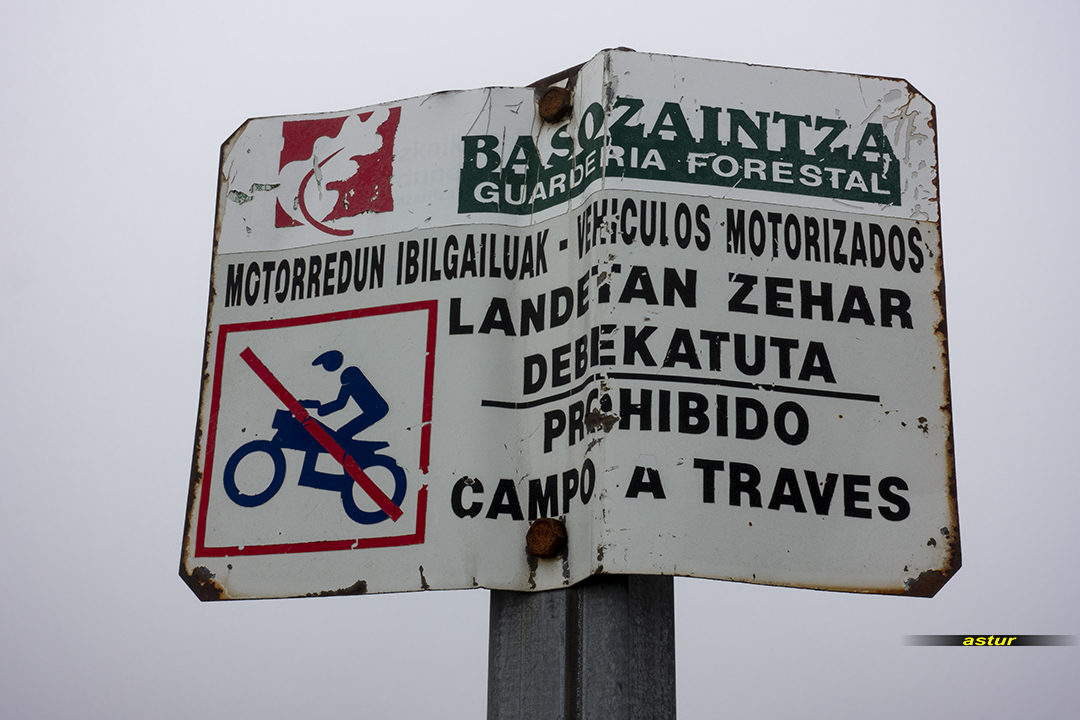 BASOZAINTZA
GUARDERIA FORESTAL
MOTORREDUN IBILGAILUAK - VEHICULOS MOTORIZADOS
LANDETAN ZEHAR
DEBEKATUTA
PROHIBIDO
CAMPO A TRAVES
astur